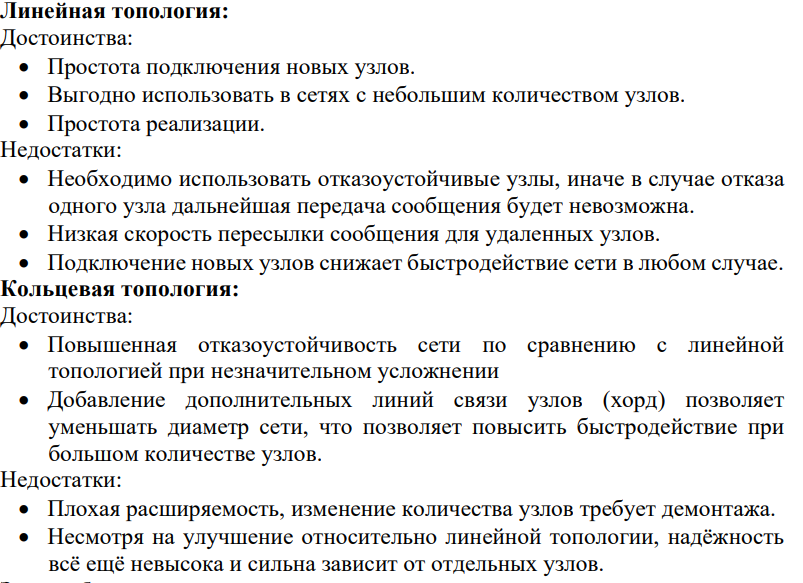 Линейная топология:
Достоинства:
• Простота подключения новых узлов.
• Выгодно использовать в сетях с небольшим количеством узлов.
• Простота реализации.
Недостатки:
• Необходимо использовать отказоустойчивые узлы, иначе в случае отказа
одного узла дальнейшая передача сообщения будет невозможна.
• Низкая скорость пересылки сообщения для удаленных узлов.
• Подключение новых узлов снижает быстродействие сети в любом случае.
Кольцевая топология:
Достоинства:
• Повышенная отказоустойчивость сети по сравнению с линейной
топологией при незначительном усложнении
• Добавление дополнительных линий связи узлов (хорд) позволяет
уменьшать диаметр сети, что позволяет повысить быстродействие при
большом количестве узлов.
Недостатки:
• Плохая расширяемость, изменение количества узлов требует демонтажа.
• Несмотря на улучшение относительно линейной топологии, надёжность
всё ещё невысока и сильна зависит от отдельных узлов.